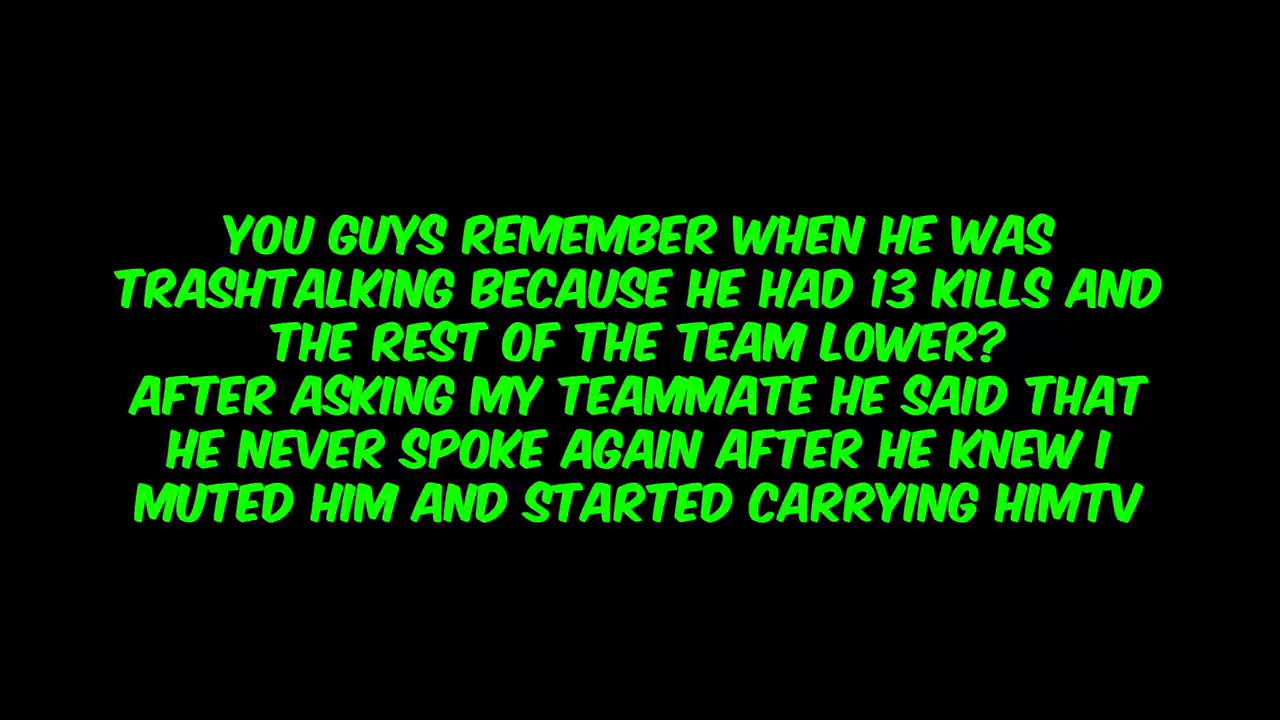 YOU GUYS REMEMBER WHEN HE WAS
TRASHTALKING BECAUSE HE HAD 13 KILLS AND
THE REST OF THE TEAM LOWER?
AFTER ASKING MY TEAMMATE HE SAID THAT
HE NEVER SPOKE AGAIN AFTER HE KNEW I
MUTED HIM AND STARTED CARRYING HIMTV